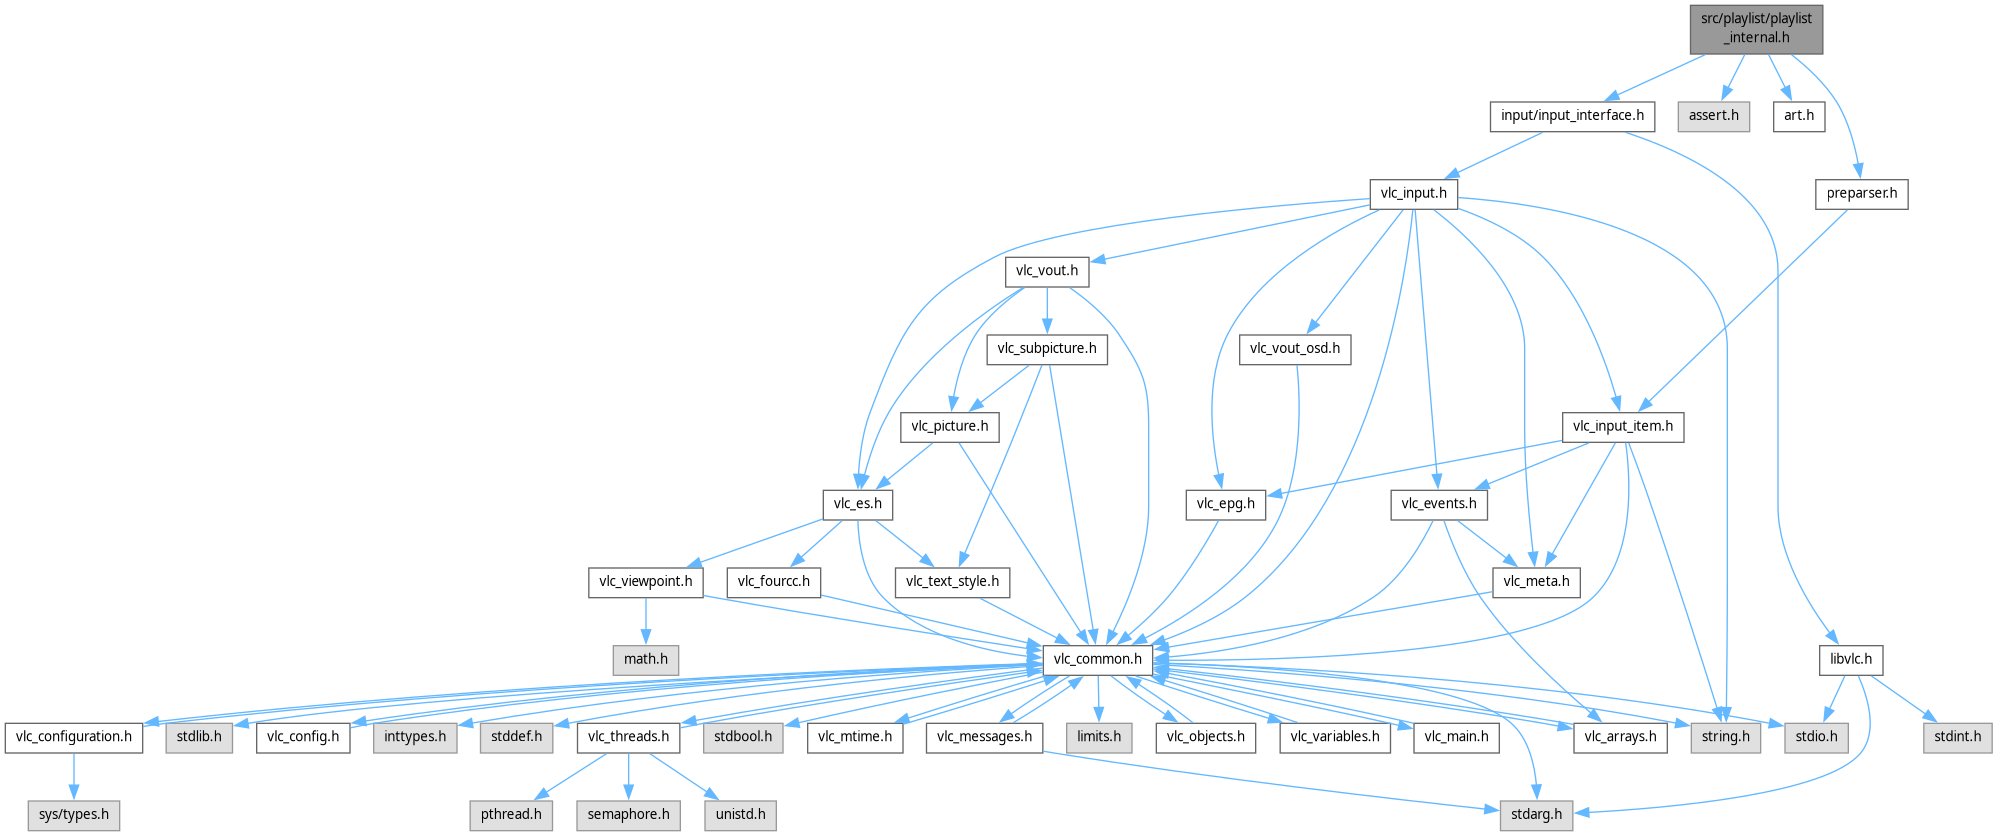 src/playlist/playlist
_internal.h
input/input_interface.h
assert.h
art.h
vlc_input.h
preparser.h
vlc_vout.h
vlc_subpicture.h
vlc_vout_osd.h
vlc_picture.h
vlc_input_item.h
vlc_es.h
vlc_epg.h
vlc_events.h
vlc_viewpoint.h
vlc_fourcc.h
vlc_text_style.h
vlc_meta.h
math.h
vlc_common.h
libvlc.h
vlc_configuration.h
stdlib.h
vlc_config.h
inttypes.h
stddef.h
vlc_threads.h
stdbool.h
vlc_mtime.h
vlc_messages.h
limits.h
vlc_objects.h
vlc_variables.h
vlc_main.h
vlc_arrays.h
string.h
stdio.h
stdint.h
sys/types.h
pthread.h
semaphore.h
unistd.h
stdarg.h